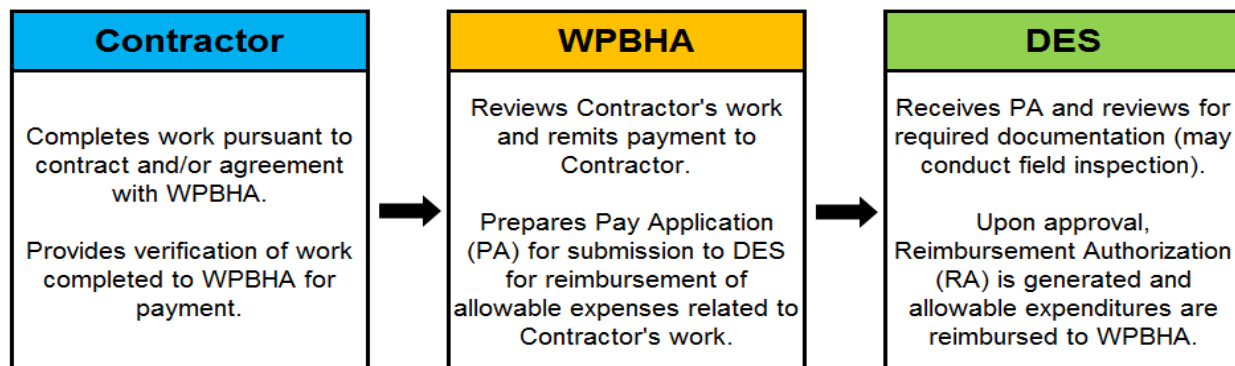 Contractor
Completes work pursuant to
contract and/or agreement
with WPBHA.
Provides verification of work
completed to WPBHA for
payment.
WPBHA
Reviews Contractor's work
and remits payment to
Contractor.
Prepares Pay Application
(PA) for submission to DES
for reimbursement of
allowable expenses related to
Contractor's work.
DES
Receives PA and reviews for
required documentation (may
conduct field inspection).
Upon approval,
Reimbursement Authorization
(RA) is generated and
allowable expenditures are
reimbursed to WPBHA.